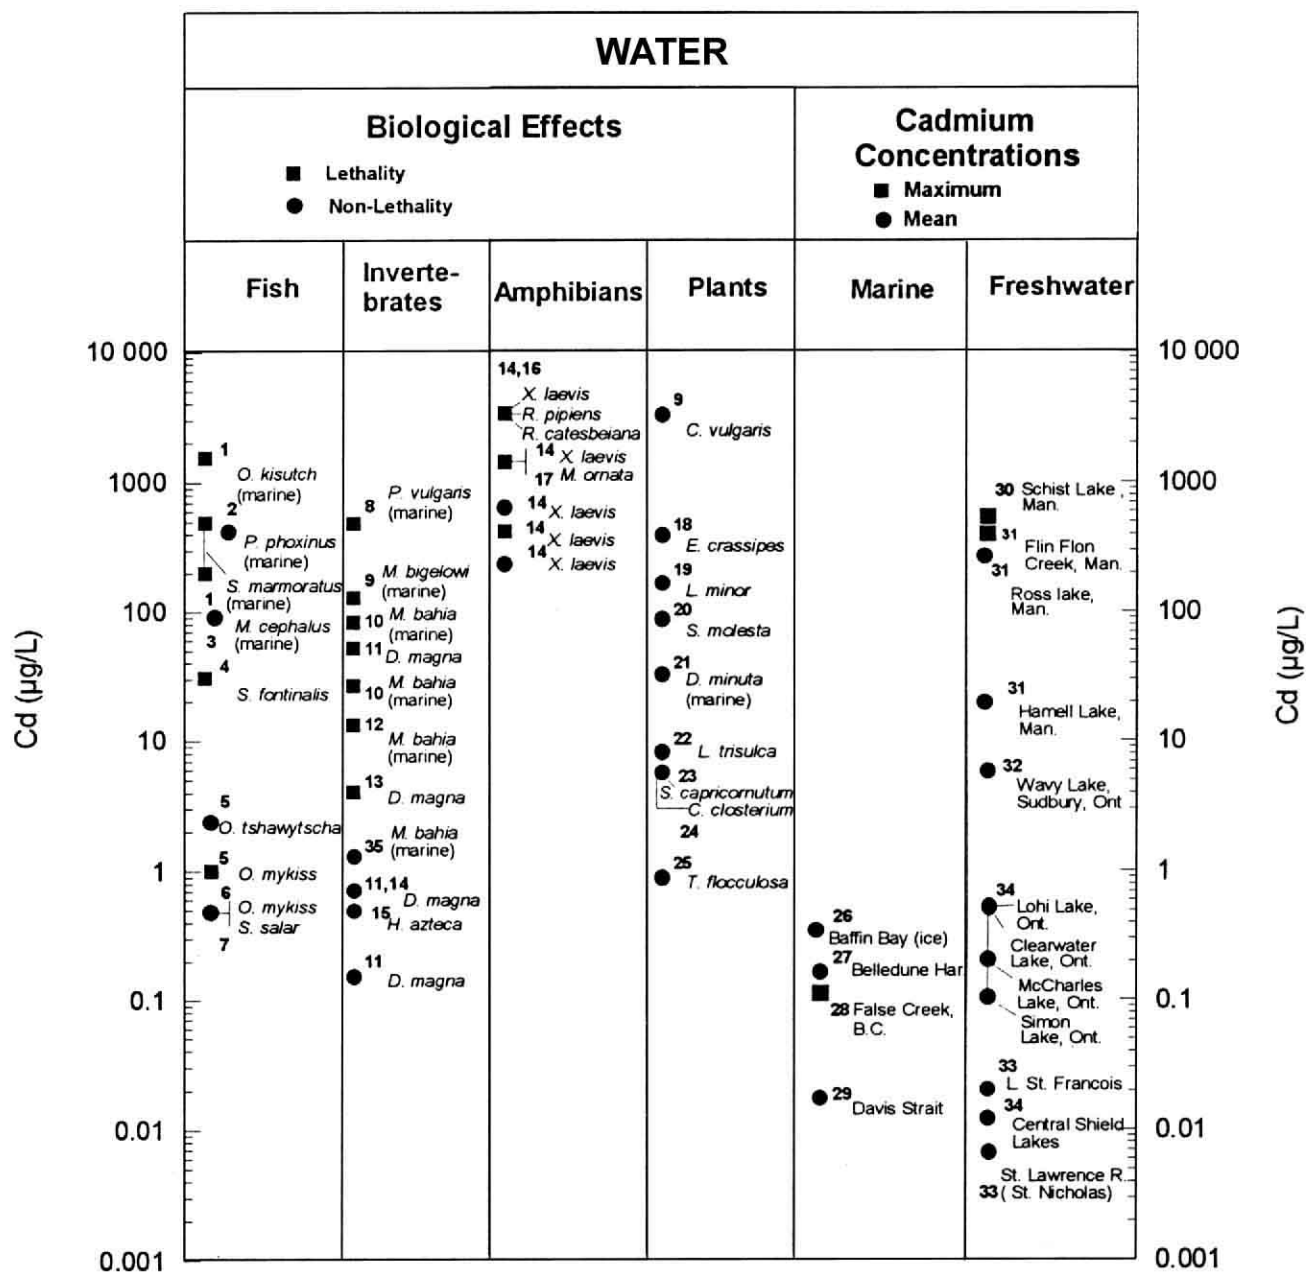 WATER
Biological Effects
Lethality
Non-Lethality
Cadmium
Concentrations
Maximum
Mean
Fish
Inverte-
brates
Amphibians
Plants
Marine
Freshwater
Cd (µg/L)
10 000
1000
100
10
1
0.1
0.01
0.001
1
O. kisutch
(marine)
2
P. phoxinus
(marine)
S. marmoratus
(marine)
1
M. cephalus
(marine)
3
4
S. fontinalis
5
O. tshawytscha
5
O. mykiss
6
O. mykiss
S. salar
7
8
P. vulgaris
(marine)
9
M. bigelowi
(marine)
10
M. bahia
(marine)
11
D. magna
10
M. bahia
(marine)
12
M. bahia
(marine)
13
D. magna
35
M. bahia
(marine)
11,14
D. magna
15
H. azteca
11
D. magna
14,16
X. laevis
R. pipiens
R. catesbeiana
14 X. laevis
17 M. ornata
14
X. laevis
14
X. laevis
14
X. laevis
9
C. vulgaris
18
E. crassipes
19
L. minor
20
S. molesta
21
D. minuta
(marine)
22
L. trisulca
23
S. capricornutum
C. closterium
24
25
T. flocculosa
26
Baffin Bay (ice)
27
Belledune Har.
28 False Creek,
B.C.
29
Davis Strait
30 Schist Lake,
Man.
31
Flin Flon
Creek, Man.
31
Ross lake,
Man.
31
Hamell Lake,
Man.
32
Wavy Lake,
Sudbury, Ont
34
Lohi Lake,
Ont.
Clearwater
Lake, Ont.
McCharles
Lake, Ont.
Simon
Lake, Ont.
33
L. St. Francois
34
Central Shield
Lakes
St. Lawrence R.
33 ( St. Nicholas)
10 000
1000
100
10
1
0.1
0.01
0.001
Cd (µg/L)